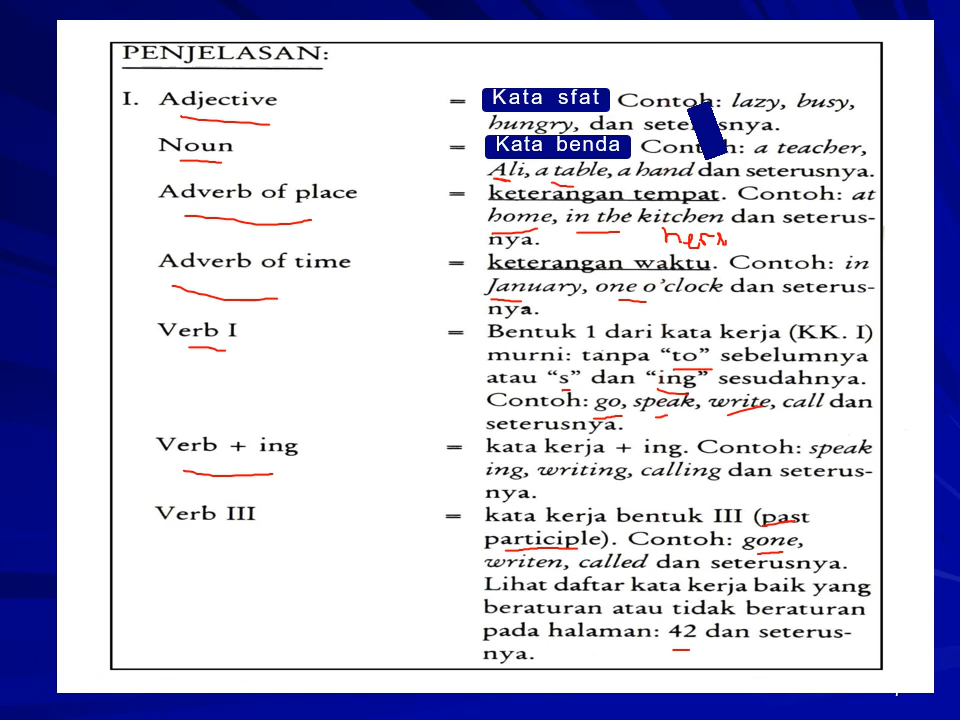 PENJELASAN:
I. Adjective = Kata sfat Contoh: lazy, busy,
hungry, dan seterusnya.
Noun = Kata benda Contoh: a teacher,
Ali, a table, a hand dan seterusnya.
Adverb of place = keterangan tempat. Contoh: at
home, in the kitchen dan seterus-
nya.
Adverb of time = keterangan waktu. Contoh: in
January, one o’clock dan seterus-
nya.
Verb I = Bentuk 1 dari kata kerja (KK. I)
murni: tanpa “to” sebelumnya
atau “s” dan “ing” sesudahnya.
Contoh: go, speak, write, call dan
seterusnya.
Verb + ing = kata kerja + ing. Contoh: speak
ing, writing, calling dan seterus-
nya.
Verb III = kata kerja bentuk III (past
participle). Contoh: gone,
writen, called dan seterusnya.
Lihat daftar kata kerja baik yang
beraturan atau tidak beraturan
pada halaman: 42 dan seterus-
nya.